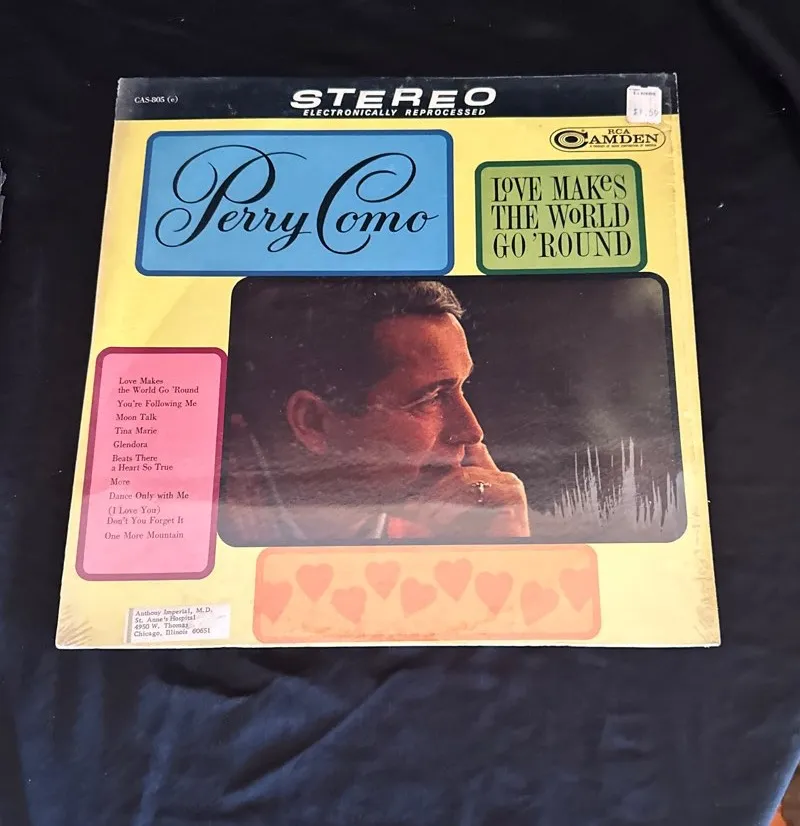 CAS-805 (e)
STEREO
ELECTRONICALLY REPROCESSED
RCA
CAMDEN
Perry Como
LOVE MAKES
THE WORLD
GO 'ROUND
Love Makes
the World Go 'Round
You're Following Me
Moon Talk
Tina Marie
Glendora
Beats There
a Heart So True
More
Dance Only with Me
(I Love You)
Don't You Forget It
One More Mountain
Anthony Imperial, M.D.
St. Anne's Hospital
4950 W. Thomas
Chicago, Illinois 60651